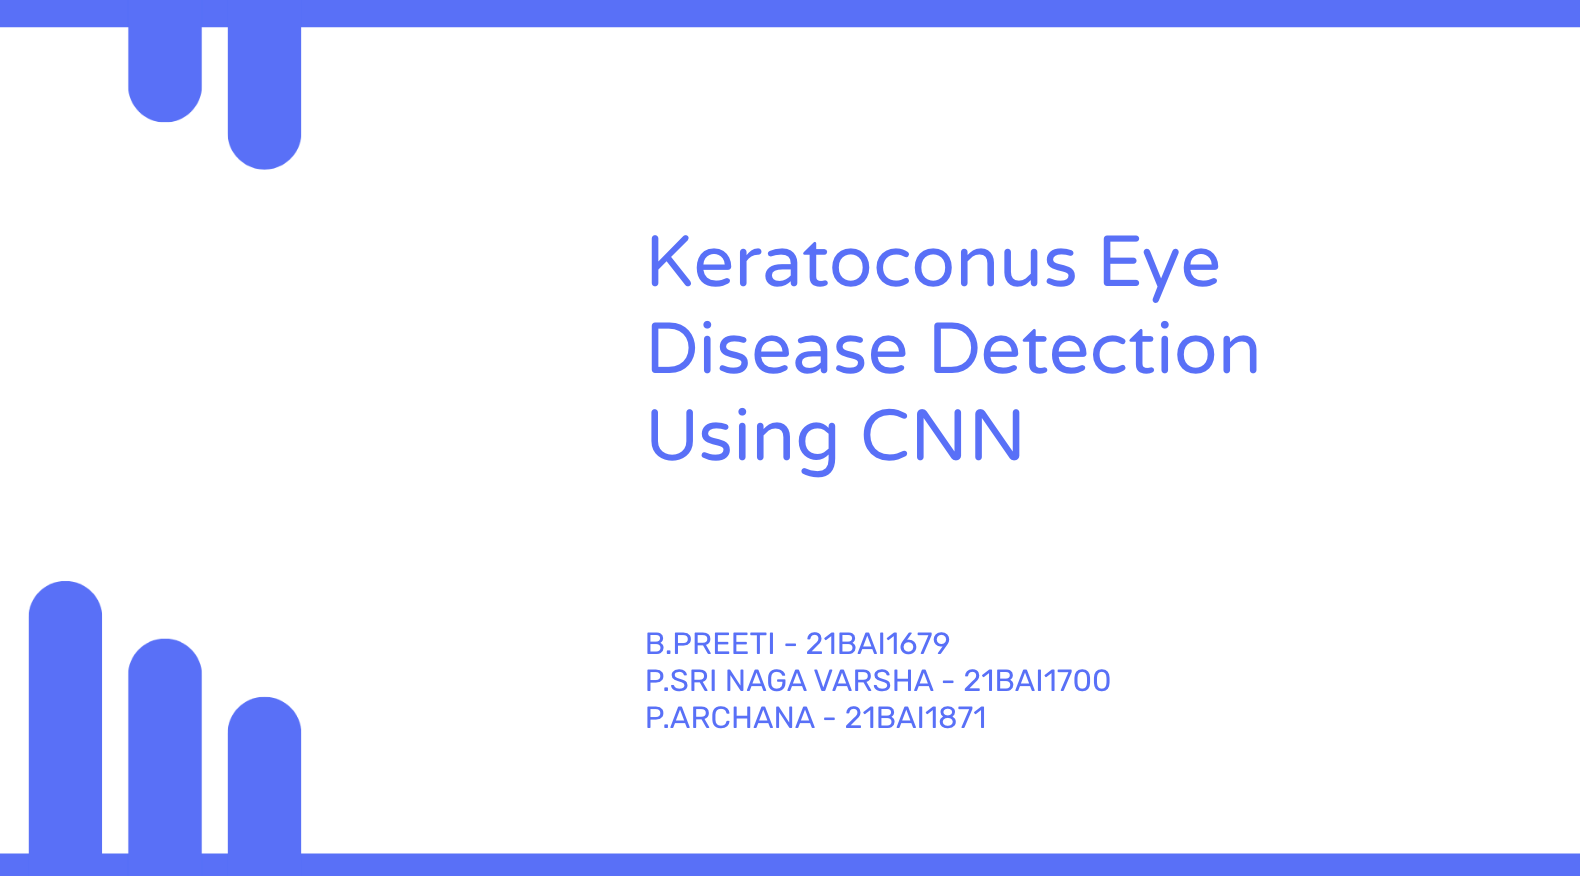 Keratoconus Eye
Disease Detection
Using CNN
B.PREETI - 21BAI1679
P.SRI NAGA VARSHA - 21BAI1700
P.ARCHANA - 21BAI1871